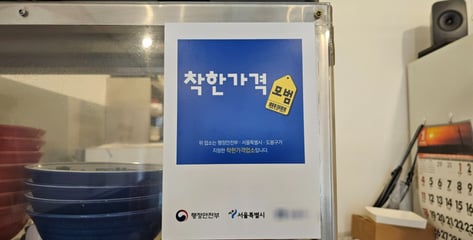 착한가격
모범
위 업소는 행정안전부 · 서울특별시 · 도봉구가
지정한 착한가격업소입니다.
행정안전부 서울특별시